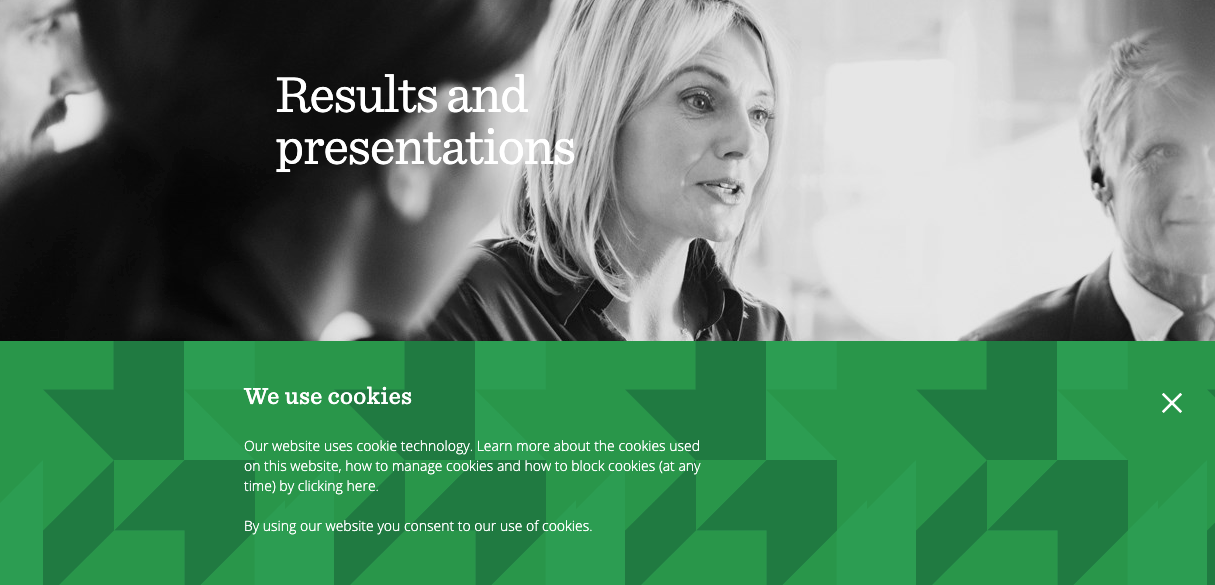 Results and
presentations
We use cookies
Our website uses cookie technology. Learn more about the cookies used
on this website, how to manage cookies and how to block cookies (at any
time) by clicking here.
By using our website you consent to our use of cookies.